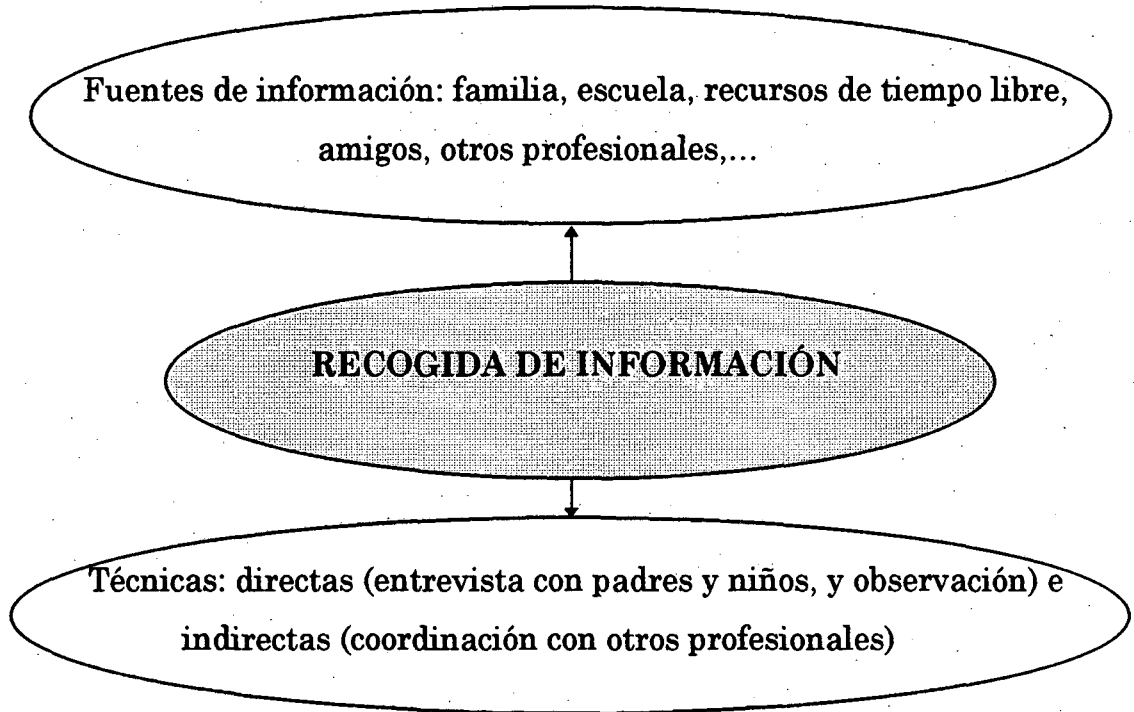 Fuentes de información: familia, escuela, recursos de tiempo libre,
amigos, otros profesionales,...
RECOGIDA DE INFORMACIÓN
Técnicas: directas (entrevista con padres y niños, y observación) e
indirectas (coordinación con otros profesionales)